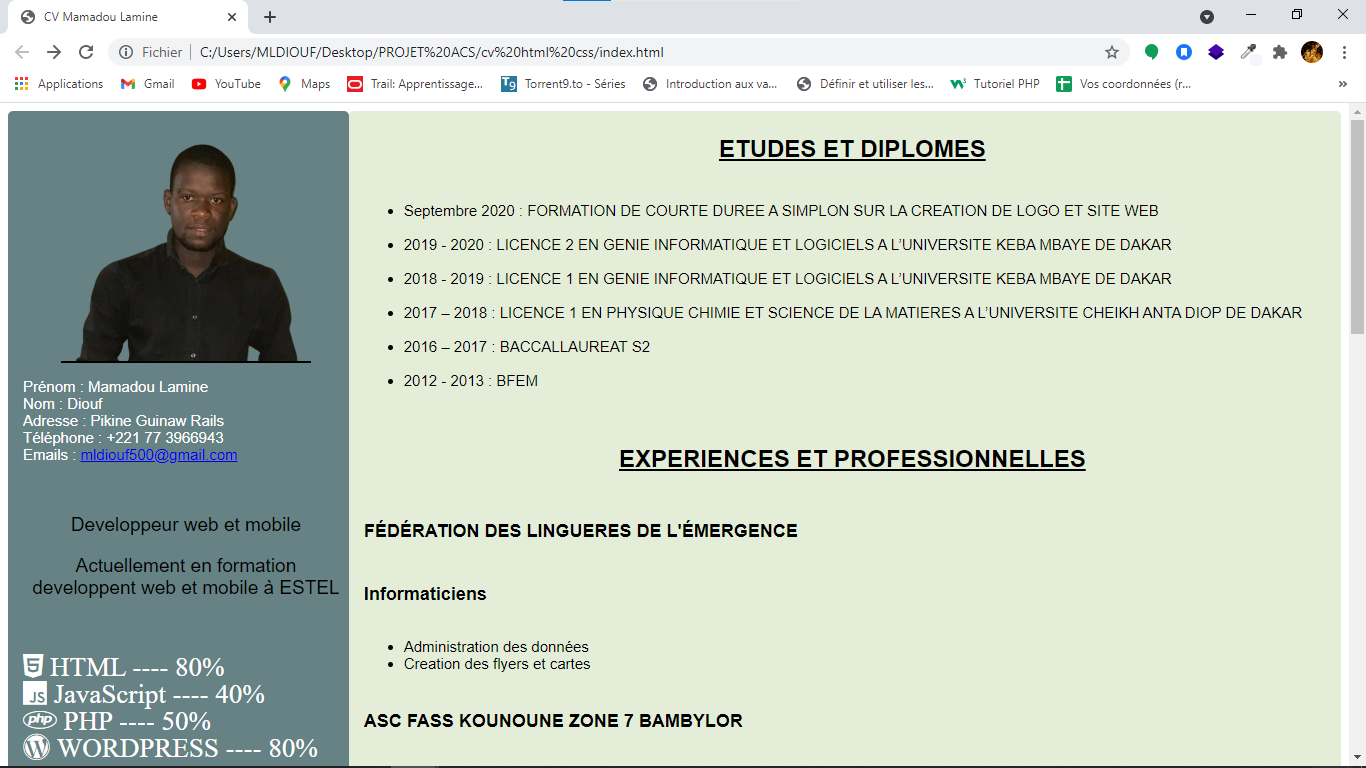 CV Mamadou Lamine
Fichier | C:/Users/MLDIOUF/Desktop/PROJET%20ACS/cv%20html%20css/index.html
Applications
Gmail
YouTube
Maps
Trail: Apprentissage...
Torrent9.to - Séries
Introduction aux va...
Définir et utiliser les...
Tutoriel PHP
Vos coordonnées (r...
»
Prénom : Mamadou Lamine
Nom : Diouf
Adresse : Pikine Guinaw Rails
Téléphone : +221 77 3966943
Emails : mldiouf500@gmail.com
Developpeur web et mobile
Actuellement en formation
developpent web et mobile à ESTEL
HTML ---- 80%
JS JavaScript ---- 40%
php PHP ---- 50%
WORDPRESS ---- 80%
ETUDES ET DIPLOMES
• Septembre 2020 : FORMATION DE COURTE DUREE A SIMPLON SUR LA CREATION DE LOGO ET SITE WEB
• 2019 - 2020 : LICENCE 2 EN GENIE INFORMATIQUE ET LOGICIELS A L’UNIVERSITE KEBA MBAYE DE DAKAR
• 2018 - 2019 : LICENCE 1 EN GENIE INFORMATIQUE ET LOGICIELS A L’UNIVERSITE KEBA MBAYE DE DAKAR
• 2017 – 2018 : LICENCE 1 EN PHYSIQUE CHIMIE ET SCIENCE DE LA MATIERES A L’UNIVERSITE CHEIKH ANTA DIOP DE DAKAR
• 2016 – 2017 : BACCALLAUREAT S2
• 2012 - 2013 : BFEM
EXPERIENCES ET PROFESSIONNELLES
FÉDÉRATION DES LINGUERES DE L'ÉMERGENCE
Informaticiens
• Administration des données
• Creation des flyers et cartes
ASC FASS KOUNOUNE ZONE 7 BAMBYLOR